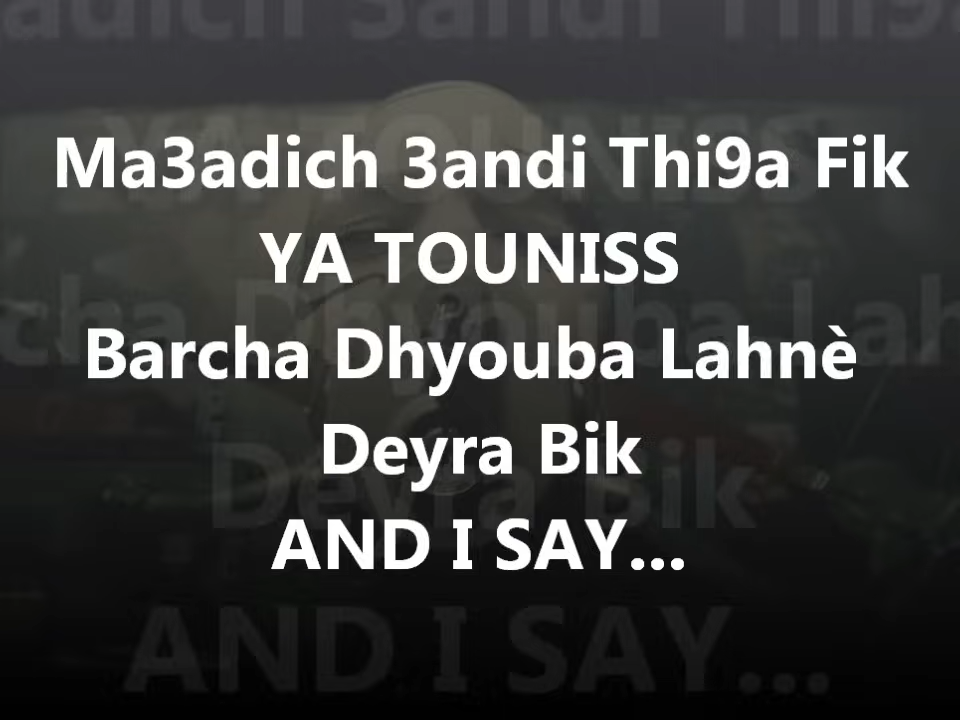 Ma3adich 3andi Thi9a Fik
YA TOUNISS
Barcha Dhyouba Lahnè
Deyra Bik
AND I SAY...